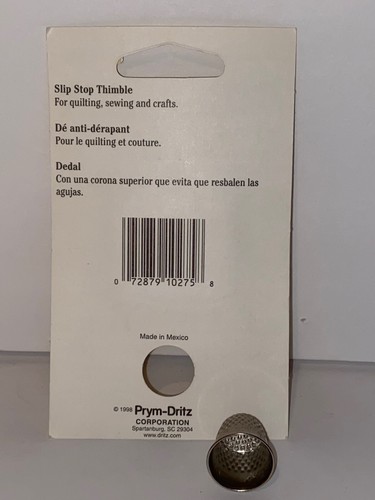 Slip Stop Thimble
For quilting, sewing and crafts.
Dé anti-dérapant
Pour le quilting et couture.
Dedal
Con una corona superior que evita que resbalen las
agujas.
0 72879 10275 8
Made in Mexico
© 1998 Prym-Dritz
CORPORATION
Spartanburg, SC 29304
www.dritz.com